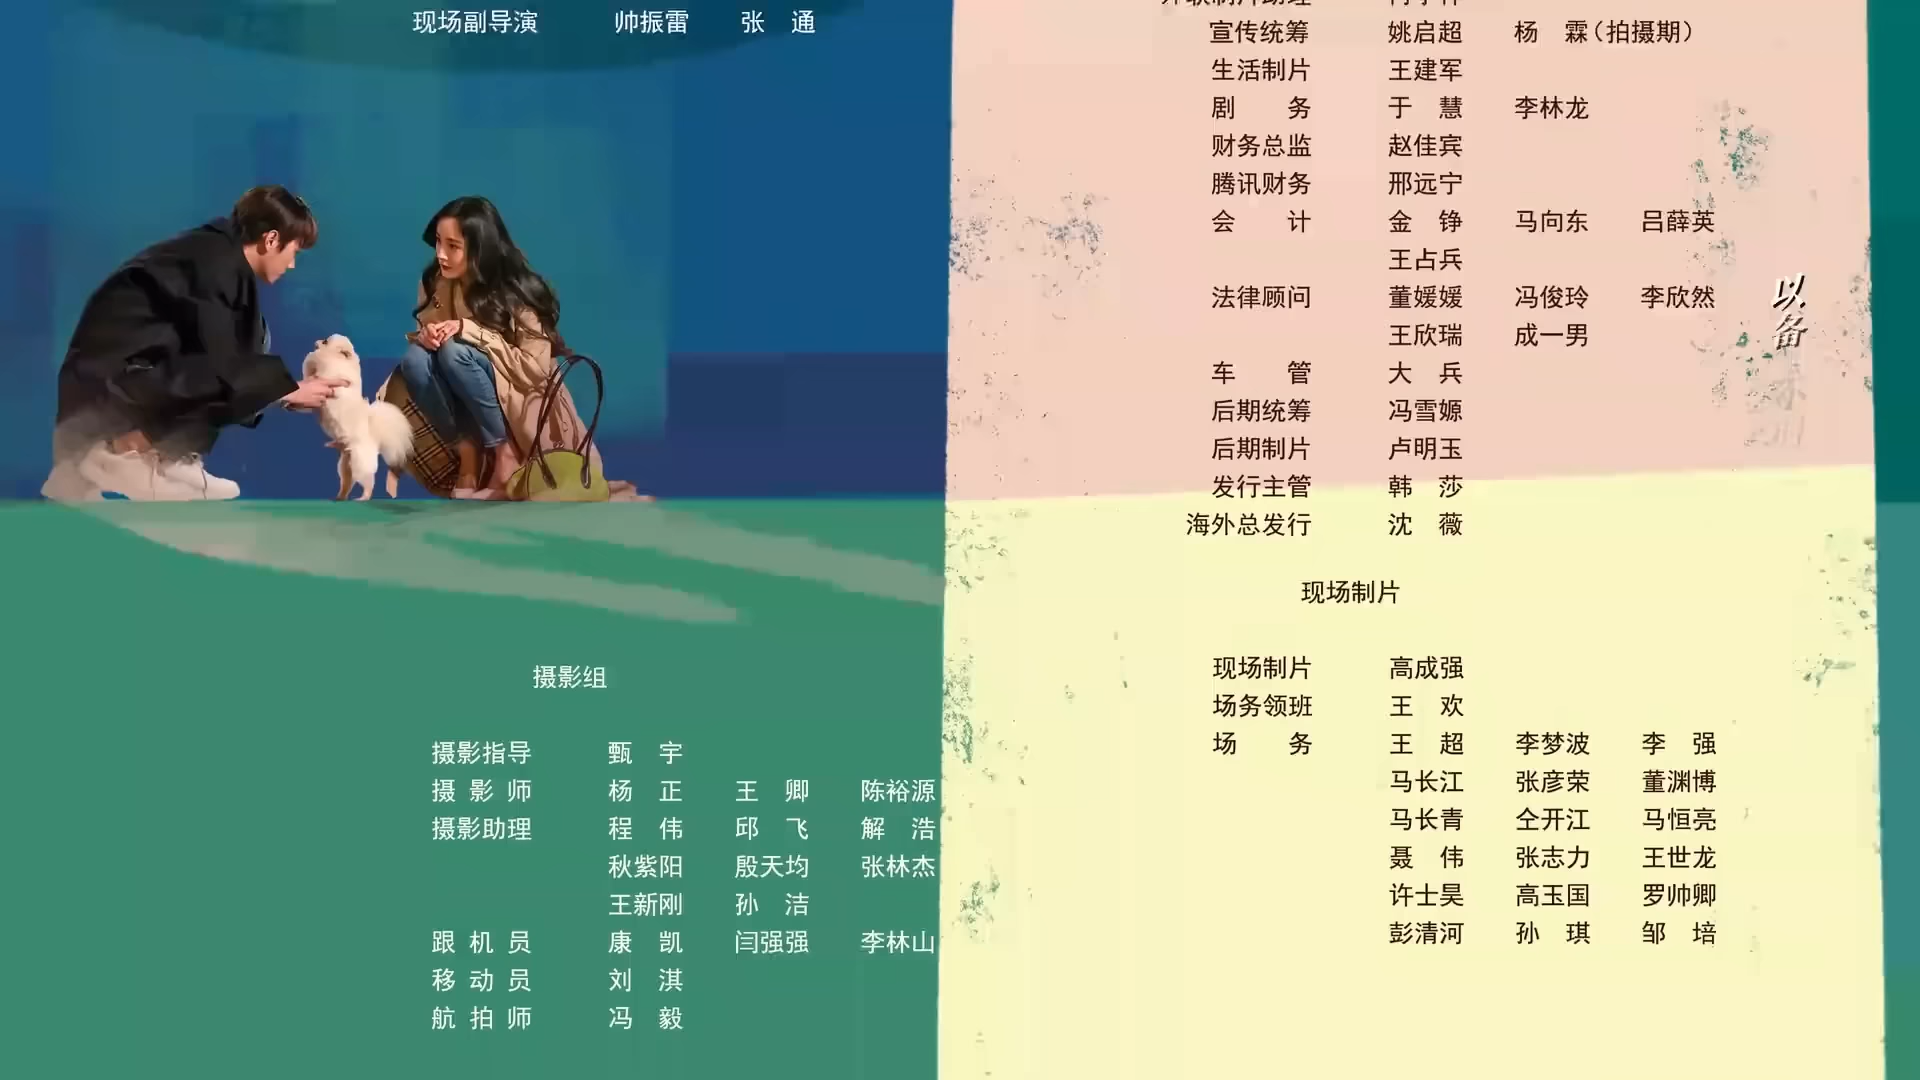 现场副导演 帅振雷 张 通
摄影组
摄影指导 甄 宇
摄 影 师 杨 正 王 卿 陈裕源
摄影助理 程 伟 邱 飞 解 浩
秋紫阳 殷天均 张林杰
王新刚 孙 洁
跟 机 员 康 凯 闫强强 李林山
移 动 员 刘 淇
航 拍 师 冯 毅
宣传统筹 姚启超 杨 霖（拍摄期）
生活制片 王建军
剧 务 于 慧 李林龙
财务总监 赵佳宾
腾讯财务 邢远宁
会 计 金 铮 马向东 吕薛英
王占兵
法律顾问 董媛媛 冯俊玲 李欣然
王欣瑞 成一男
车 管 大 兵
后期统筹 冯雪嫄
后期制片 卢明玉
发行主管 韩 莎
海外总发行 沈 薇
现场制片
现场制片 高成强
场务领班 王 欢
场 务 王 超 李梦波 李 强
马长江 张彦荣 董渊博
马长青 仝开江 马恒亮
聂 伟 张志力 王世龙
许士昊 高玉国 罗帅卿
彭清河 孙 琪 邹 培
以备